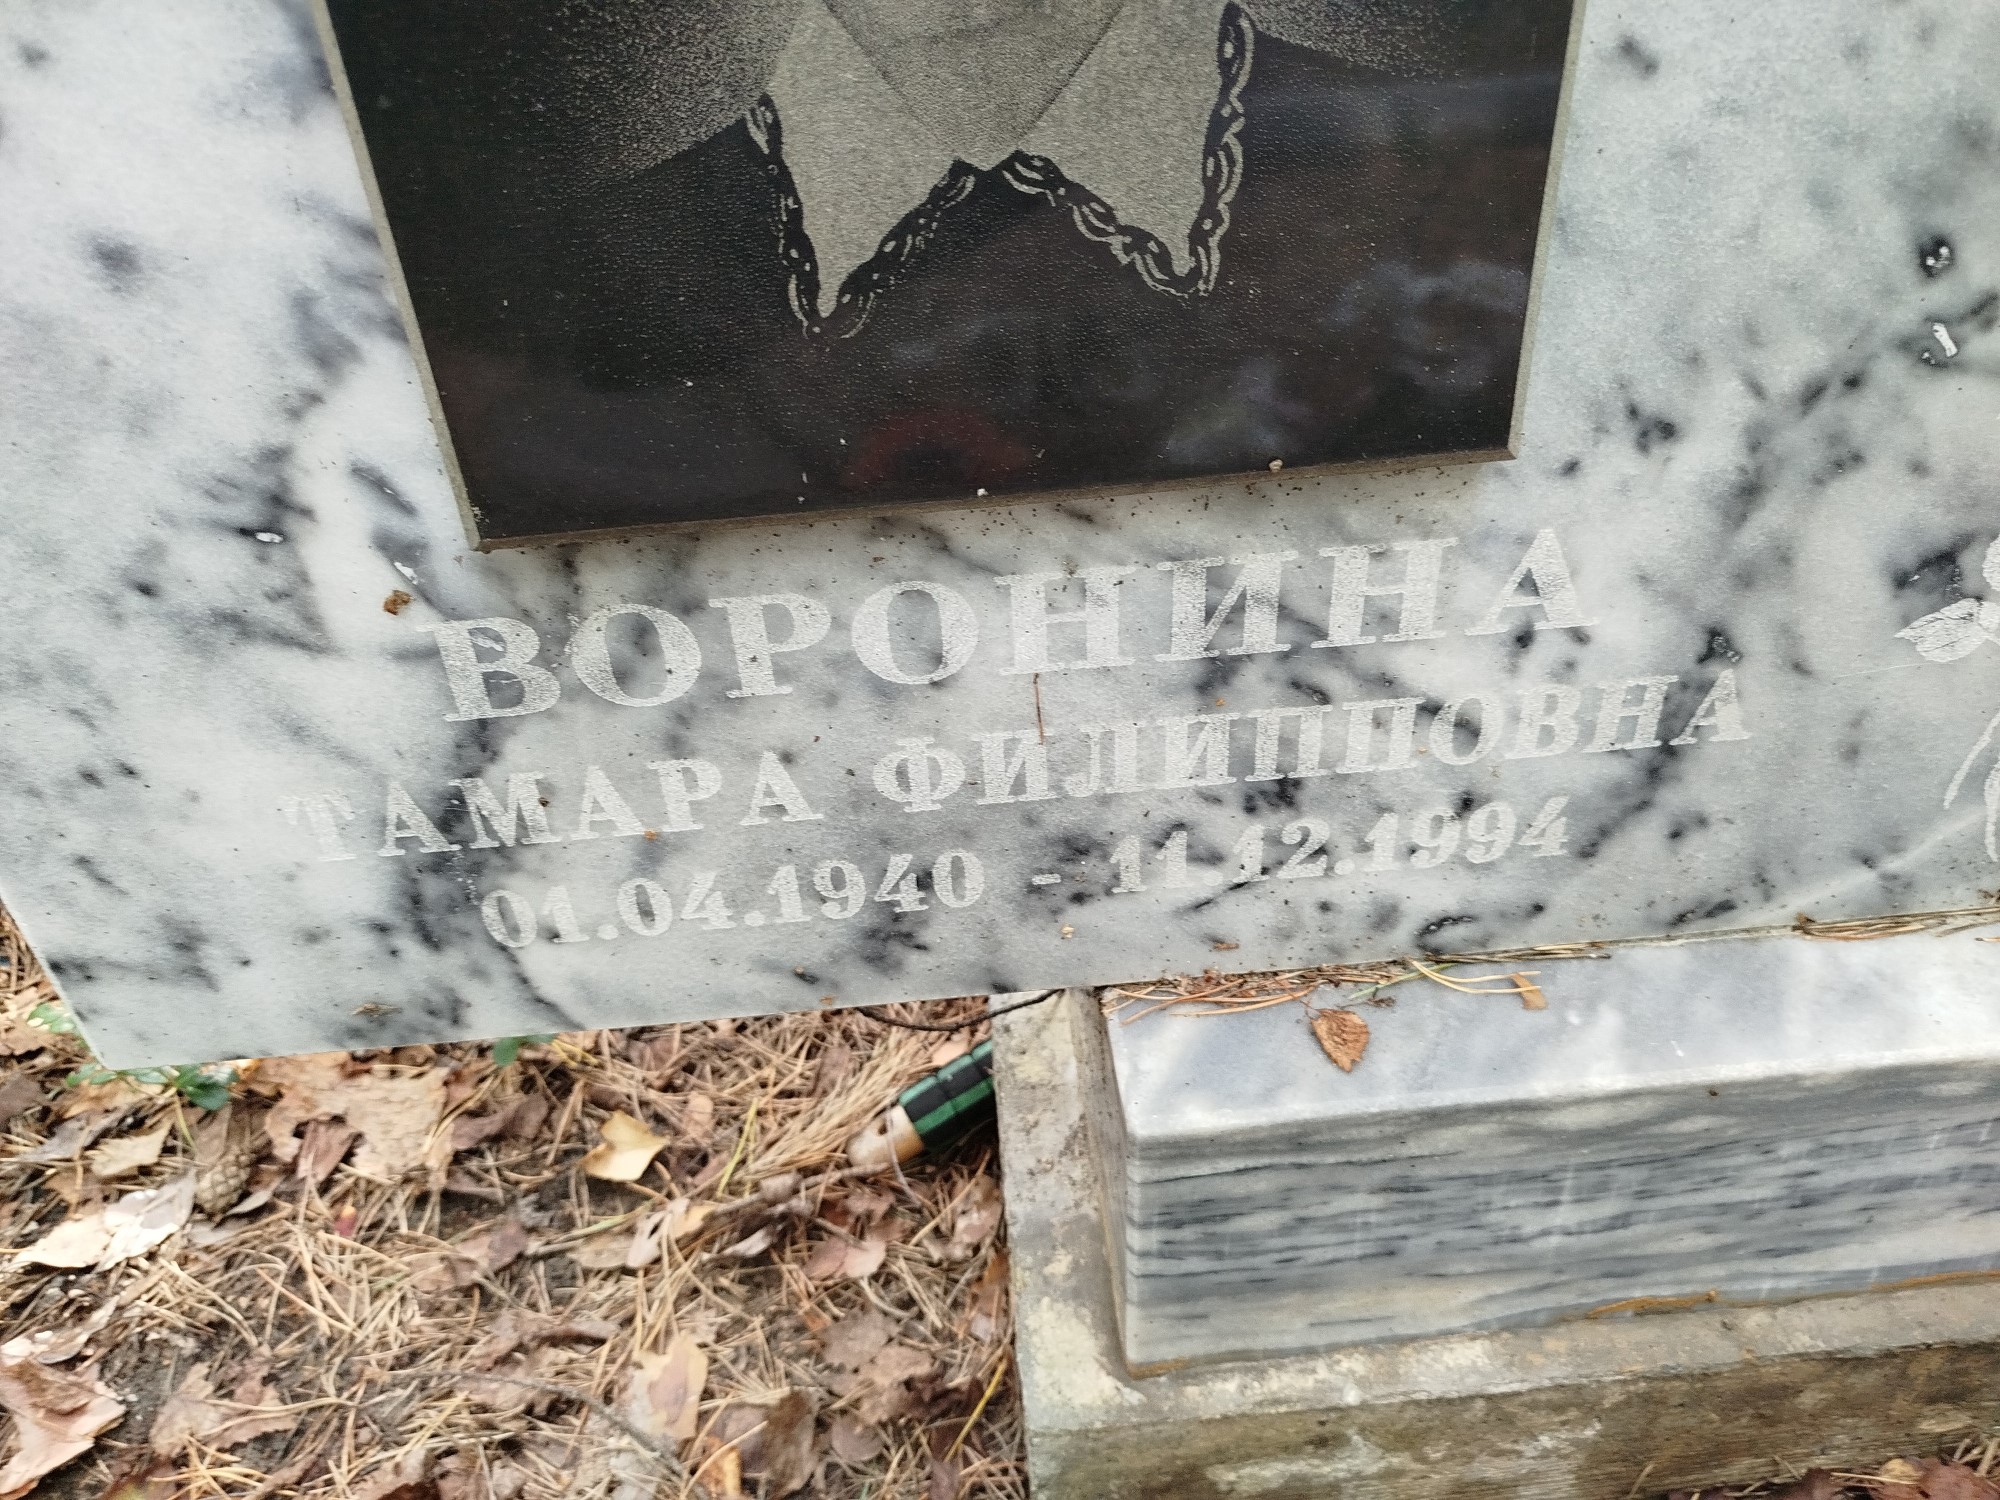 ВОРОНИНА
ТАМАРА ФИЛИППОВНА
01.04.1940 - 11.12.1994